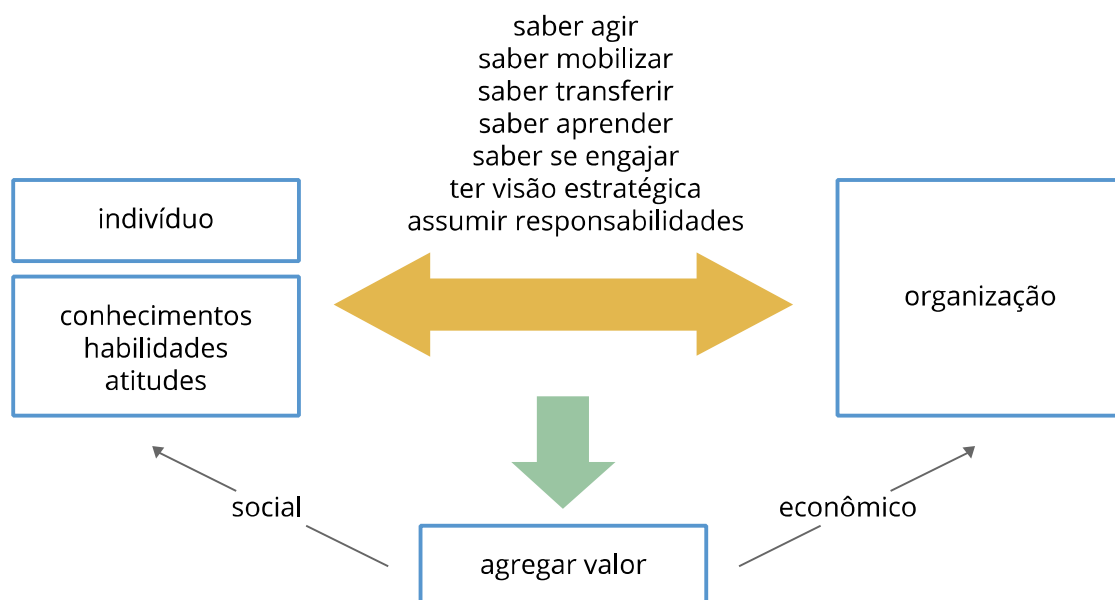 saber agir
saber mobilizar
saber transferir
saber aprender
saber se engajar
ter visão estratégica
assumir responsabilidades
indivíduo
conhecimentos
habilidades
atitudes
organização
social
econômico
agregar valor